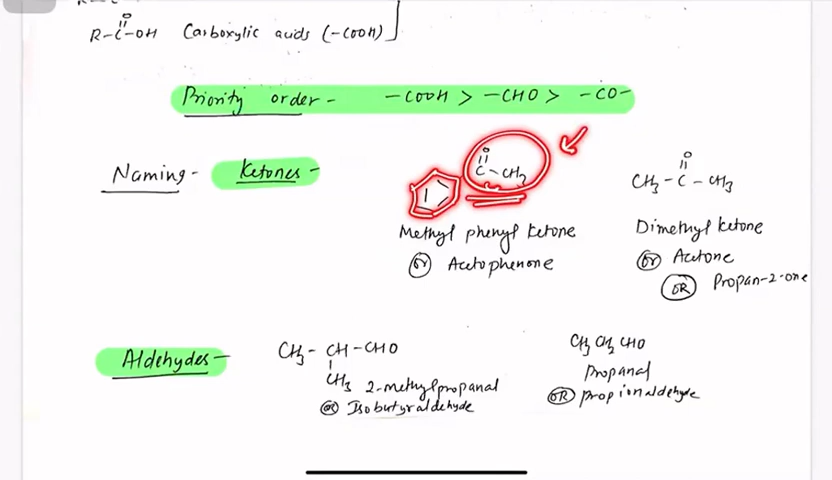 R-C-OH Carboxylic acids (-COOH)
O
Priority order - -COOH > -CHO > -CO-
Naming - Ketones -
O
C-CH3
Methyl phenyl ketone
or Acetophenone
O
CH3-C-CH3
Dimethyl ketone
or Acetone
OR Propan-2-one
Aldehydes -
CH3-CH-CHO
CH3 2-methylpropanal
OR Isobutyraldehyde
CH3CH2CHO
Propanal
OR propionaldehyde